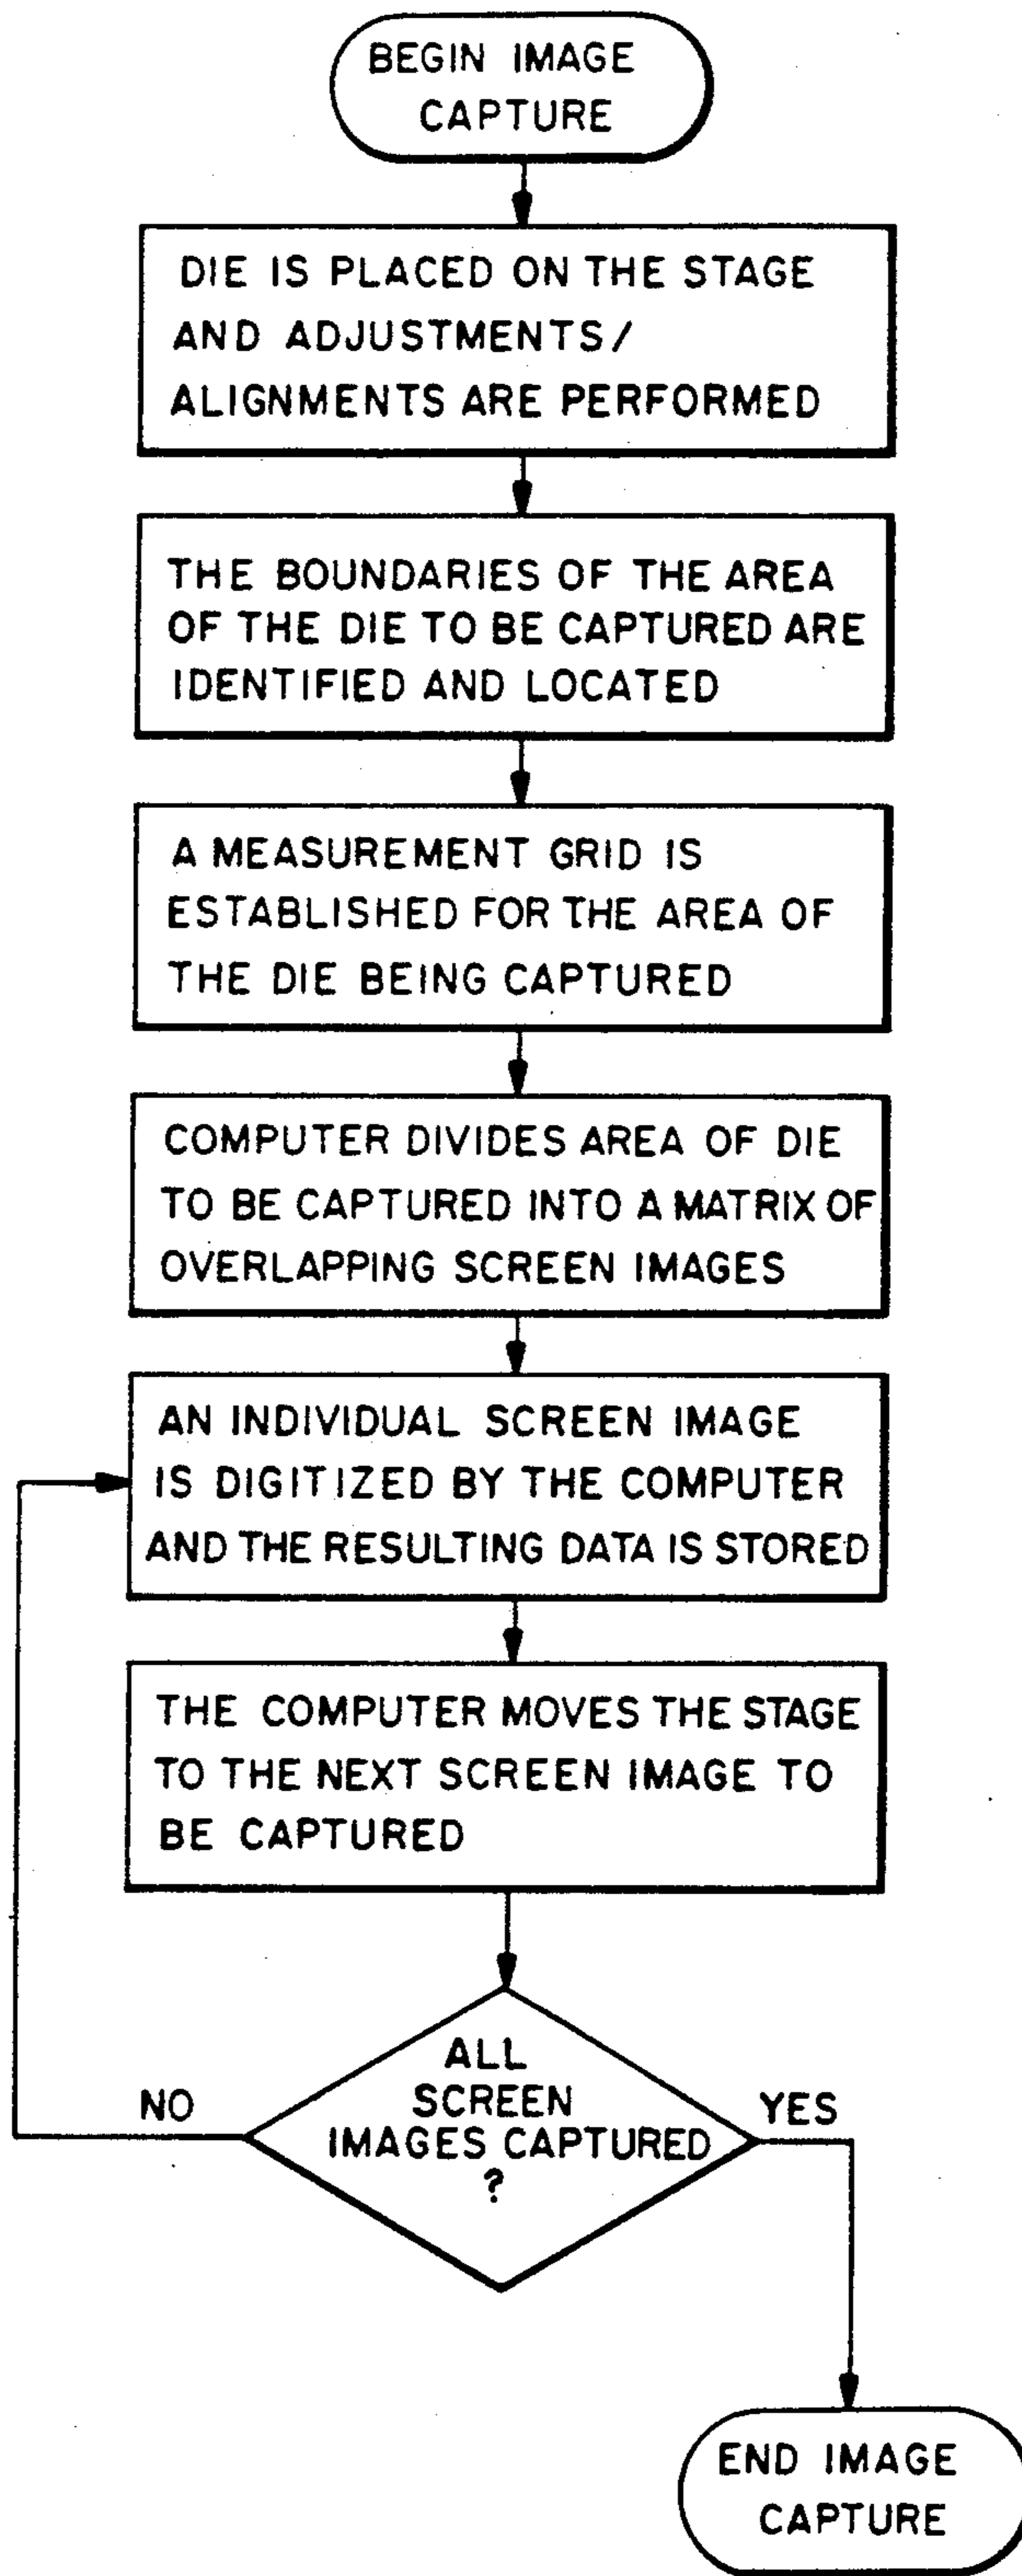 BEGIN IMAGE
CAPTURE
DIE IS PLACED ON THE STAGE
AND ADJUSTMENTS/
ALIGNMENTS ARE PERFORMED
THE BOUNDARIES OF THE AREA
OF THE DIE TO BE CAPTURED ARE
IDENTIFIED AND LOCATED
A MEASUREMENT GRID IS
ESTABLISHED FOR THE AREA OF
THE DIE BEING CAPTURED
COMPUTER DIVIDES AREA OF DIE
TO BE CAPTURED INTO A MATRIX OF
OVERLAPPING SCREEN IMAGES
AN INDIVIDUAL SCREEN IMAGE
IS DIGITIZED BY THE COMPUTER
AND THE RESULTING DATA IS STORED
THE COMPUTER MOVES THE STAGE
TO THE NEXT SCREEN IMAGE TO
BE CAPTURED
ALL
SCREEN
IMAGES CAPTURED
?
NO
YES
END IMAGE
CAPTURE